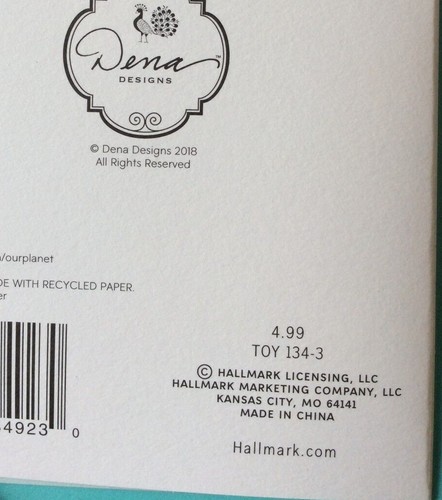 Dena™
DESIGNS
© Dena Designs 2018
All Rights Reserved
/ourplanet
DE WITH RECYCLED PAPER.
er
4.99
TOY 134-3
© HALLMARK LICENSING, LLC
HALLMARK MARKETING COMPANY, LLC
KANSAS CITY, MO 64141
MADE IN CHINA
4923 0
Hallmark.com